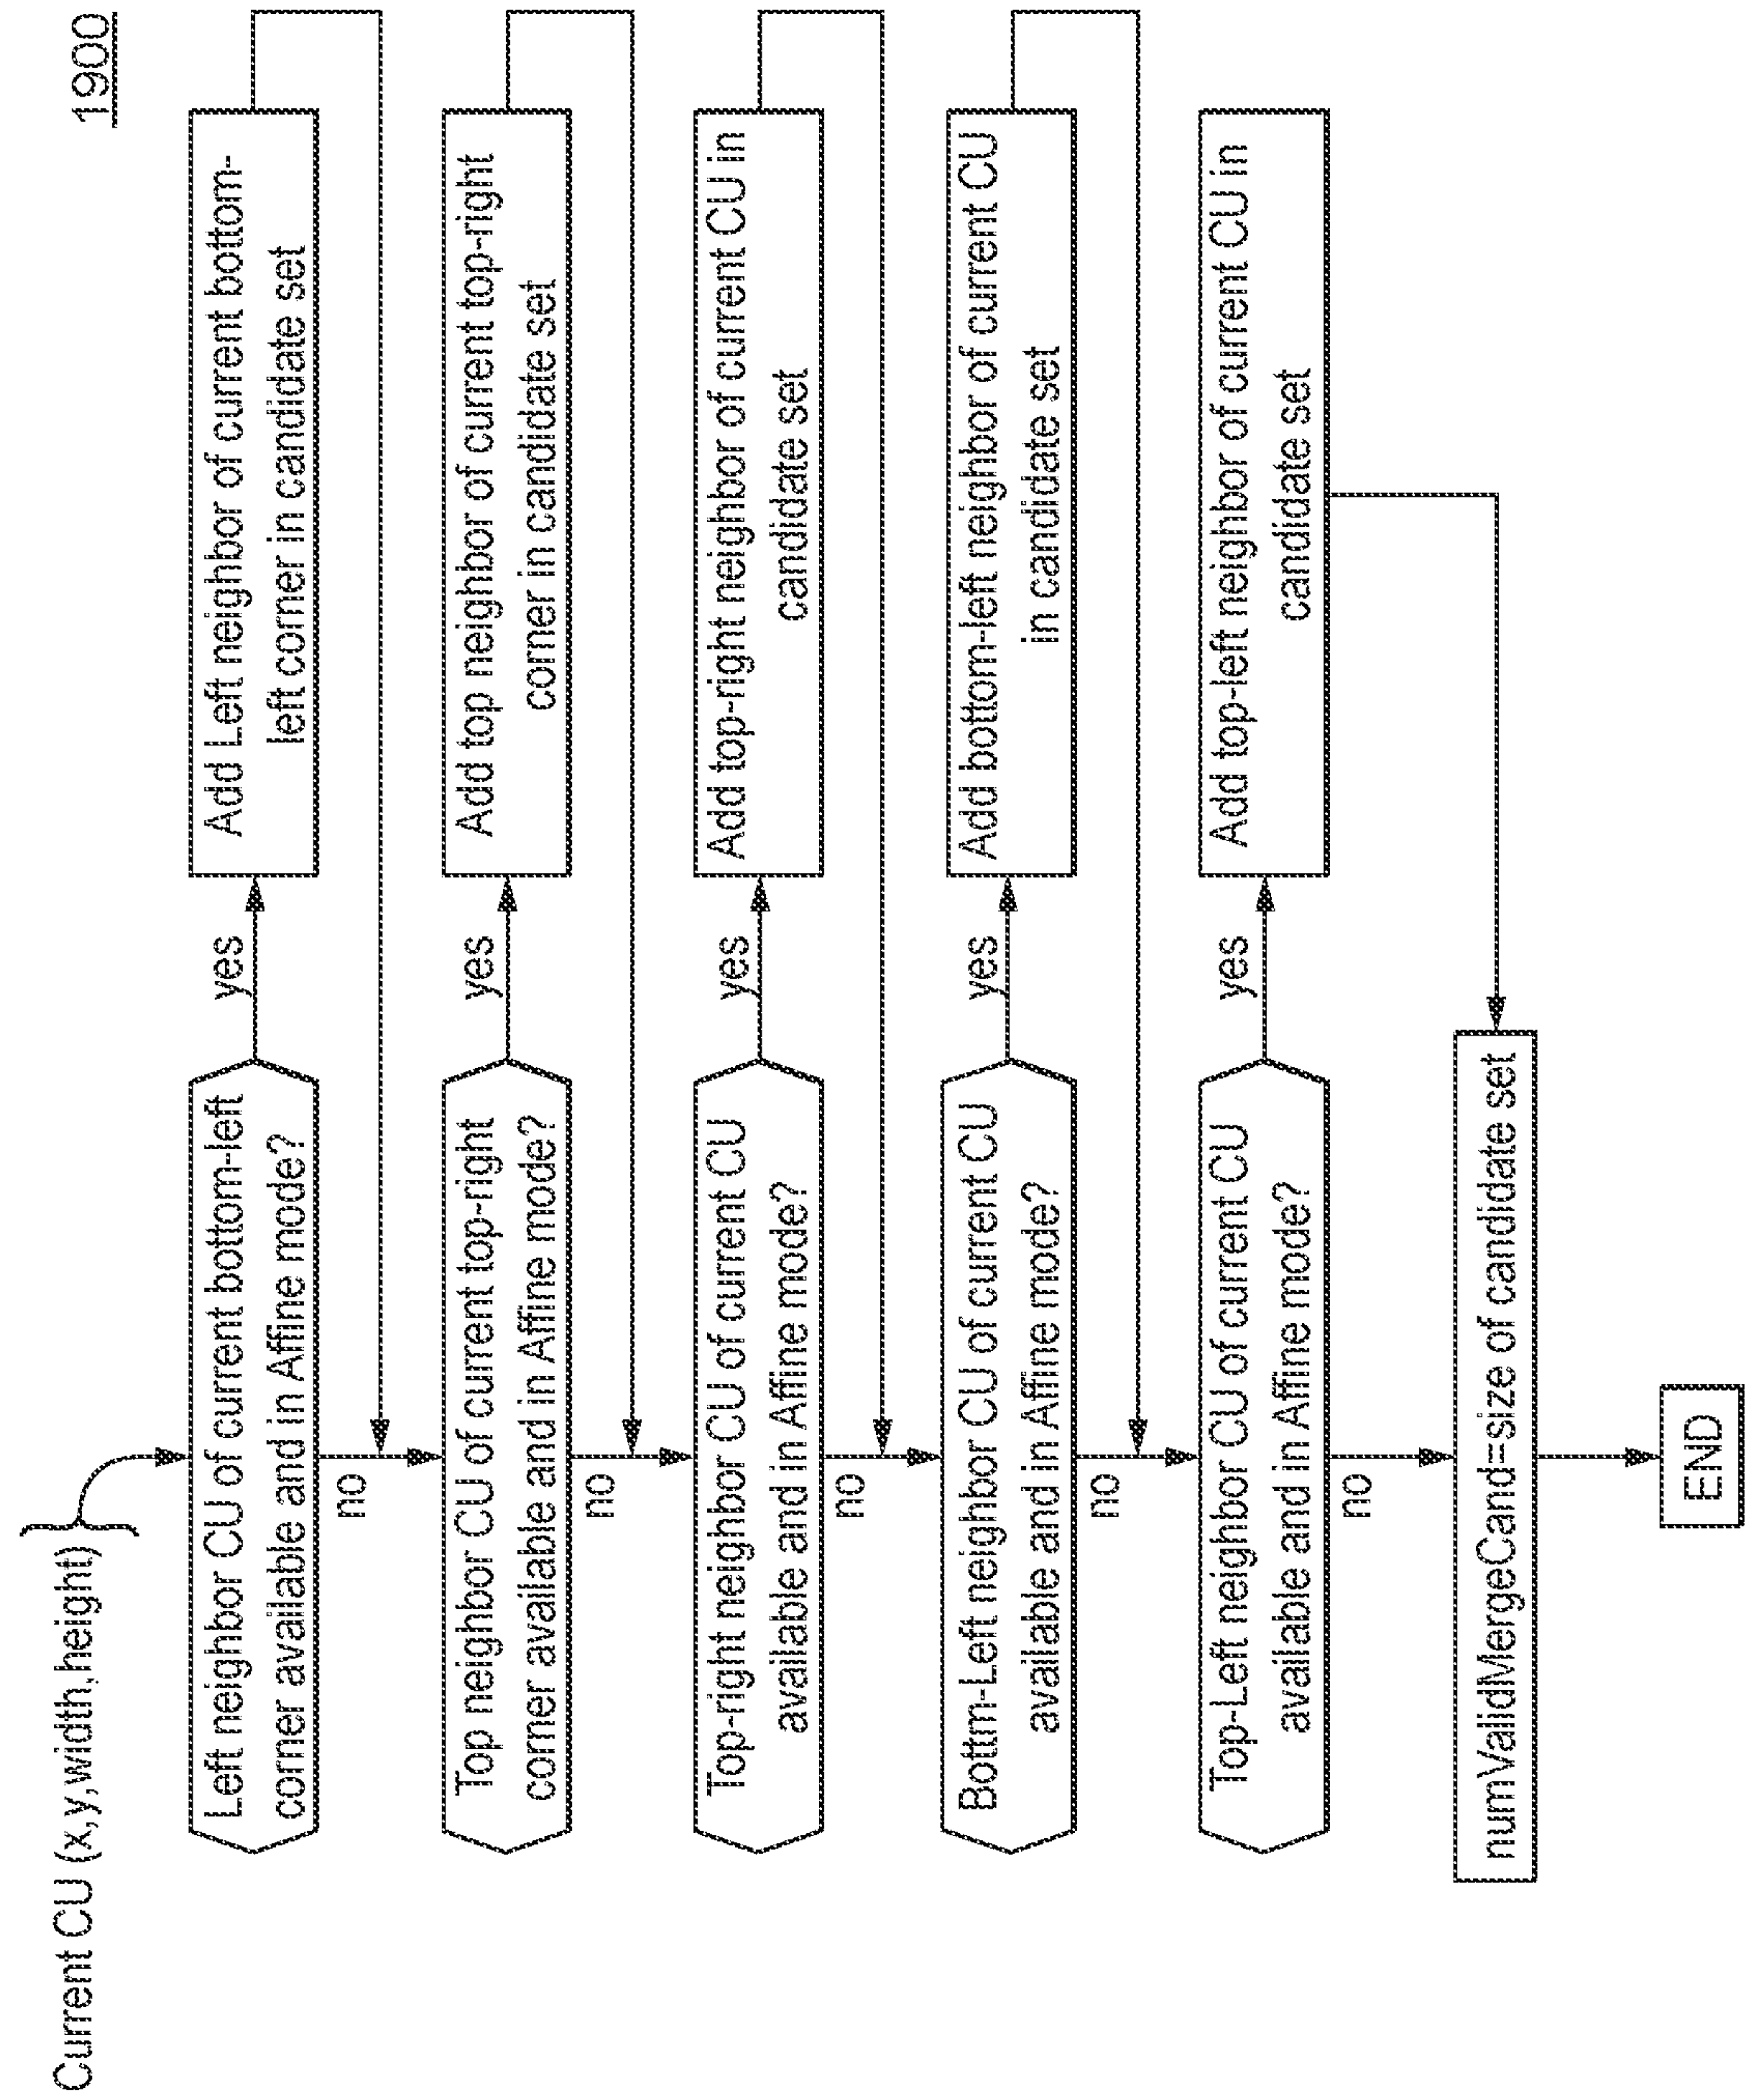 1900
Current CU (x,y,width,height)
Left neighbor CU of current bottom-left
corner available and in Affine mode?
yes
Add Left neighbor of current bottom-
left corner in candidate set
no
Top neighbor CU of current top-right
corner available and in Affine mode?
yes
Add top neighbor of current top-right
corner in candidate set
no
Top-right neighbor CU of current CU
available and in Affine mode?
yes
Add top-right neighbor of current CU in
candidate set
no
Bottm-Left neighbor CU of current CU
available and in Affine mode?
yes
Add bottom-left neighbor of current CU
in candidate set
no
Top-Left neighbor CU of current CU
available and in Affine mode?
yes
Add top-left neighbor of current CU in
candidate set
no
numValidMergeCand=size of candidate set
END